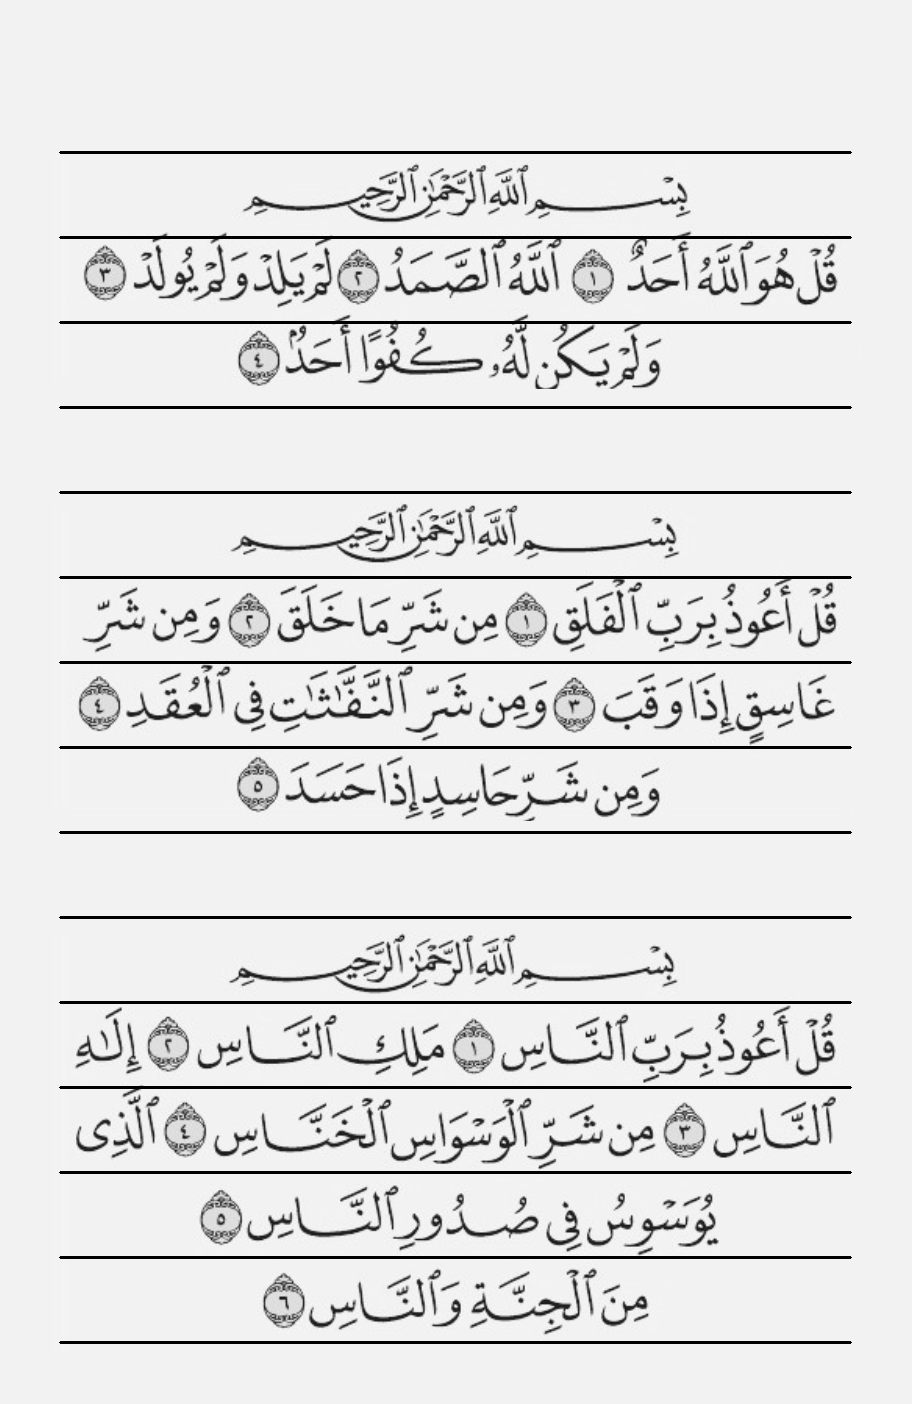 بِسْمِ ٱللَّهِ ٱلرَّحْمَٰنِ ٱلرَّحِيمِ
قُلْ هُوَ ٱللَّهُ أَحَدٌ ١ ٱللَّهُ ٱلصَّمَدُ ٢ لَمْ يَلِدْ وَلَمْ يُولَدْ ٣
وَلَمْ يَكُن لَّهُۥ كُفُوًا أَحَدٌۢ ٤
بِسْمِ ٱللَّهِ ٱلرَّحْمَٰنِ ٱلرَّحِيمِ
قُلْ أَعُوذُ بِرَبِّ ٱلْفَلَقِ ١ مِن شَرِّ مَا خَلَقَ ٢ وَمِن شَرِّ
غَاسِقٍ إِذَا وَقَبَ ٣ وَمِن شَرِّ ٱلنَّفَّٰثَٰتِ فِى ٱلْعُقَدِ ٤
وَمِن شَرِّ حَاسِدٍ إِذَا حَسَدَ ٥
بِسْمِ ٱللَّهِ ٱلرَّحْمَٰنِ ٱلرَّحِيمِ
قُلْ أَعُوذُ بِرَبِّ ٱلنَّاسِ ١ مَلِكِ ٱلنَّاسِ ٢ إِلَٰهِ
ٱلنَّاسِ ٣ مِن شَرِّ ٱلْوَسْوَاسِ ٱلْخَنَّاسِ ٤ ٱلَّذِى
يُوَسْوِسُ فِى صُدُورِ ٱلنَّاسِ ٥
مِنَ ٱلْجِنَّةِ وَٱلنَّاسِ ٦